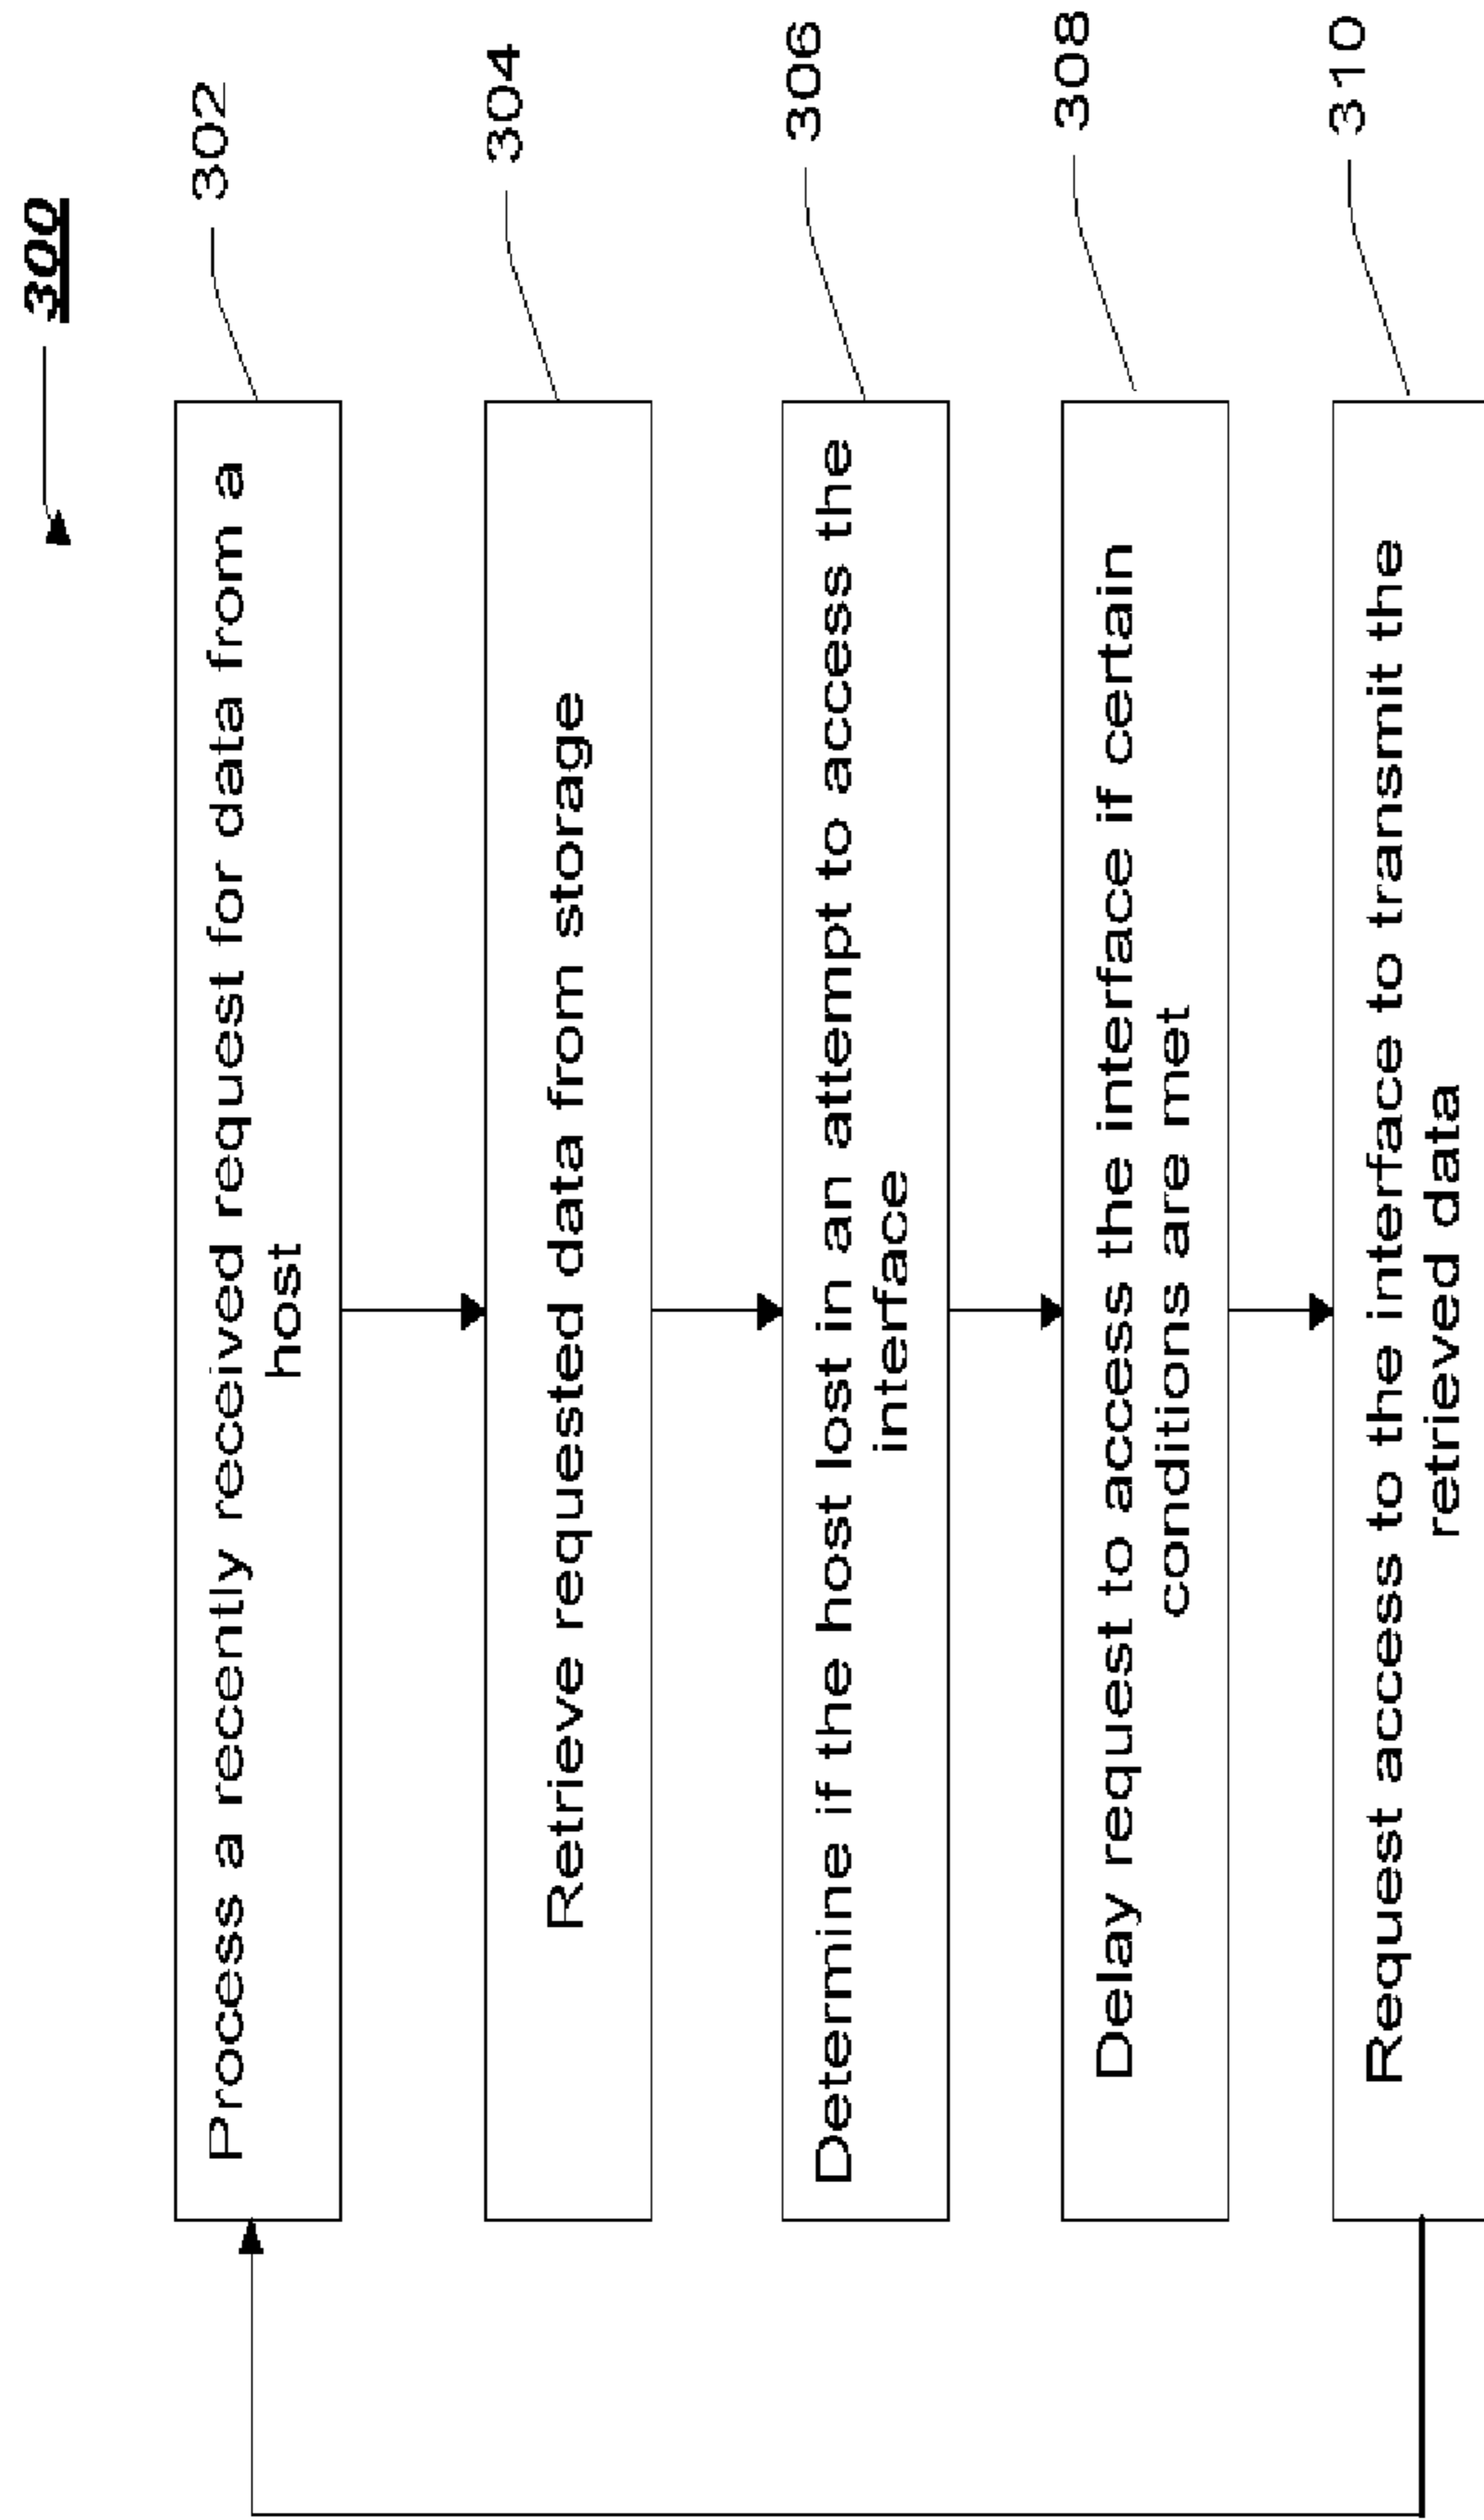 300
Process a recently received request for data from a
host
302
Retrieve requested data from storage
304
Determine if the host lost in an attempt to access the
interface
306
Delay request to access the interface if certain
conditions are met
308
Request access to the interface to transmit the
retrieved data
310